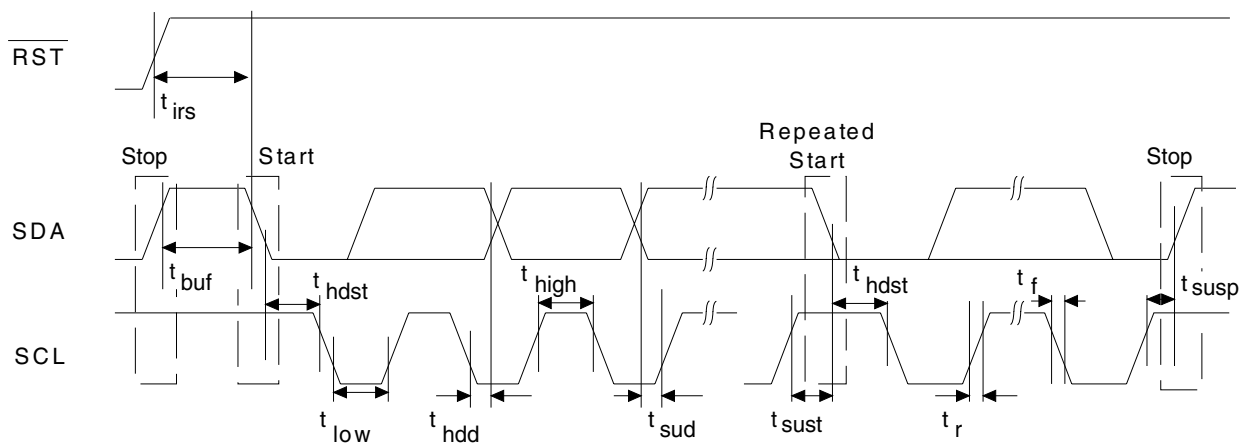 RST
t irs
Repeated
Stop Start Start Stop
SDA
t buf t hdst t high t hdst t f t susp
SCL
t low t hdd t sud t sust t r